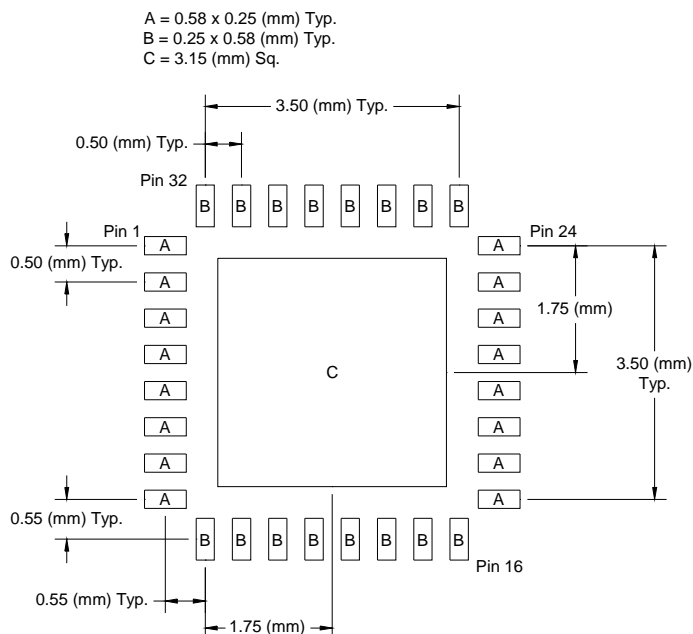 A = 0.58 x 0.25 (mm) Typ.
B = 0.25 x 0.58 (mm) Typ.
C = 3.15 (mm) Sq.
3.50 (mm) Typ.
0.50 (mm) Typ.
Pin 32
B B B B B B B B
Pin 1
Pin 24
A
A
0.50 (mm) Typ.
A
A
A
A
1.75 (mm)
A
A
C
3.50 (mm)
Typ.
A
A
A
A
A
A
A
A
0.55 (mm) Typ.
B B B B B B B B
Pin 16
0.55 (mm) Typ.
1.75 (mm)